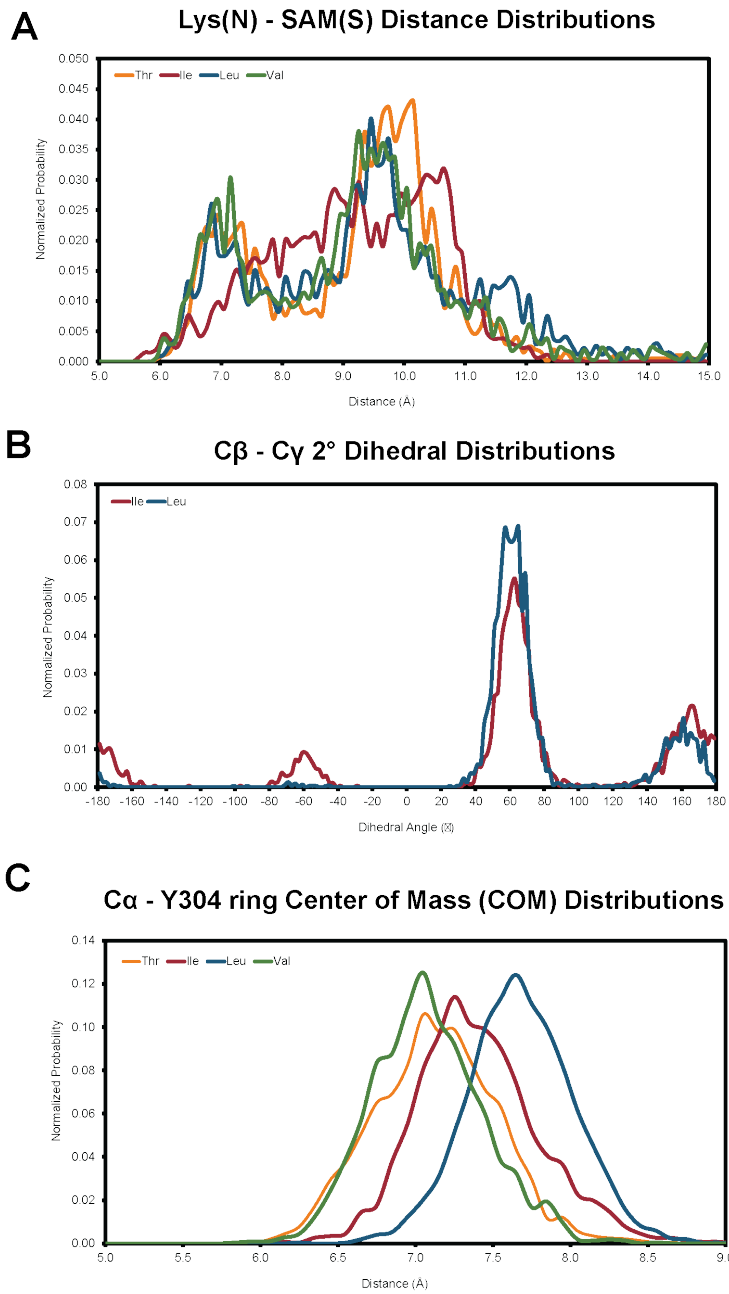 A
Lys(N) - SAM(S) Distance Distributions
0.050
Thr Ile Leu Val
0.045
0.040
0.035
0.030
0.025
0.020
0.015
0.010
0.005
0.000
Normalized Probability
5.0 6.0 7.0 8.0 9.0 10.0 11.0 12.0 13.0 14.0 15.0
Distance (Å)
B
Cβ - Cγ 2° Dihedral Distributions
0.08
Ile Leu
0.07
0.06
0.05
0.04
0.03
0.02
0.01
0.00
Normalized Probability
-180 -160 -140 -120 -100 -80 -60 -40 -20 0 20 40 60 80 100 120 140 160 180
Dihedral Angle (☒)
C
Cα - Y304 ring Center of Mass (COM) Distributions
0.14
Thr Ile Leu Val
0.12
0.10
0.08
0.06
0.04
0.02
0.00
Normalized Probability
5.0 5.5 6.0 6.5 7.0 7.5 8.0 8.5 9.0
Distance (Å)